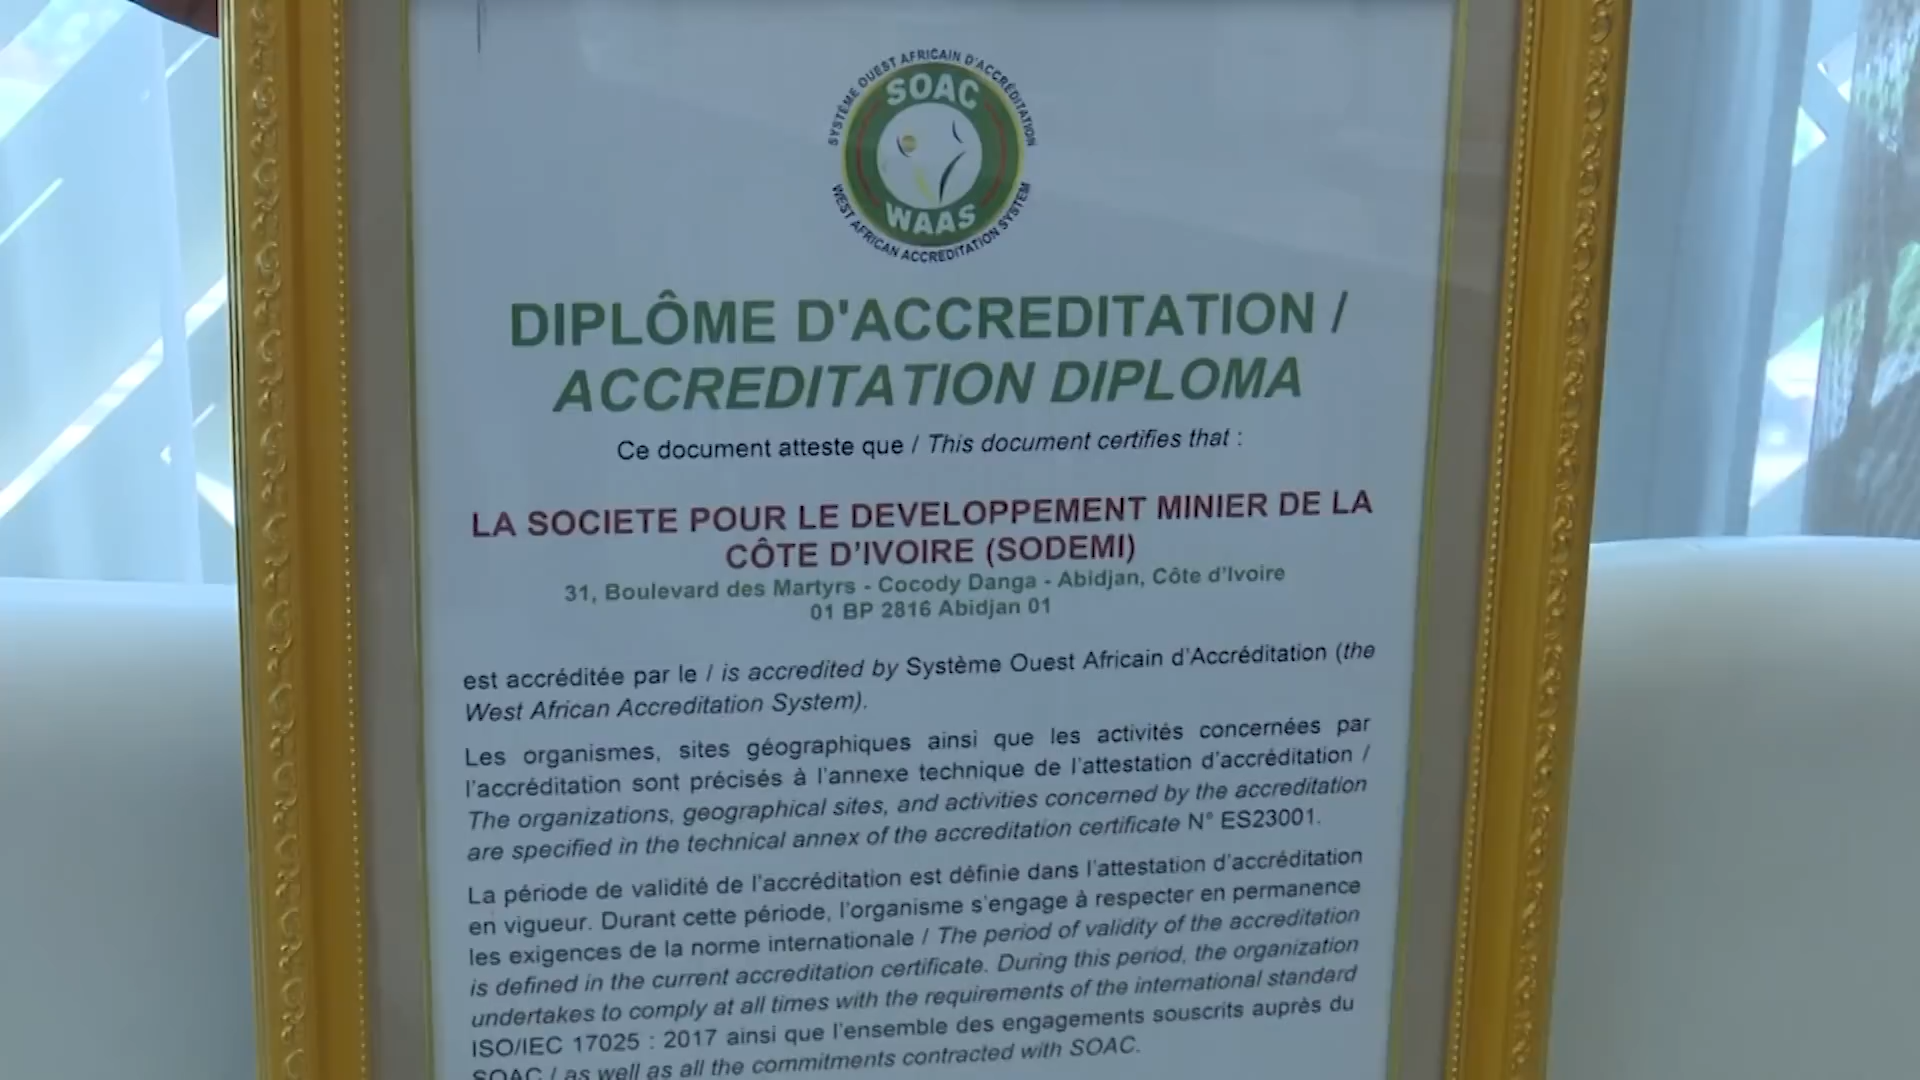 SYSTÈME OUEST AFRICAIN D'ACCRÉDITATION
SOAC
WAAS
WEST AFRICAN ACCREDITATION SYSTEM
DIPLÔME D'ACCREDITATION /
ACCREDITATION DIPLOMA
Ce document atteste que / This document certifies that :
LA SOCIETE POUR LE DEVELOPPEMENT MINIER DE LA
CÔTE D'IVOIRE (SODEMI)
31, Boulevard des Martyrs - Cocody Danga - Abidjan, Côte d'Ivoire
01 BP 2816 Abidjan 01
est accréditée par le / is accredited by Système Ouest Africain d'Accréditation (the
West African Accreditation System).
Les organismes, sites géographiques ainsi que les activités concernées par
l'accréditation sont précisés à l'annexe technique de l'attestation d'accréditation /
The organizations, geographical sites, and activities concerned by the accreditation
are specified in the technical annex of the accreditation certificate N° ES23001.
La période de validité de l'accréditation est définie dans l'attestation d'accréditation
en vigueur. Durant cette période, l'organisme s'engage à respecter en permanence
les exigences de la norme internationale / The period of validity of the accreditation
is defined in the current accreditation certificate. During this period, the organization
undertakes to comply at all times with the requirements of the international standard
ISO/IEC 17025 : 2017 ainsi que l'ensemble des engagements souscrits auprès du
SOAC / as well as all the commitments contracted with SOAC.